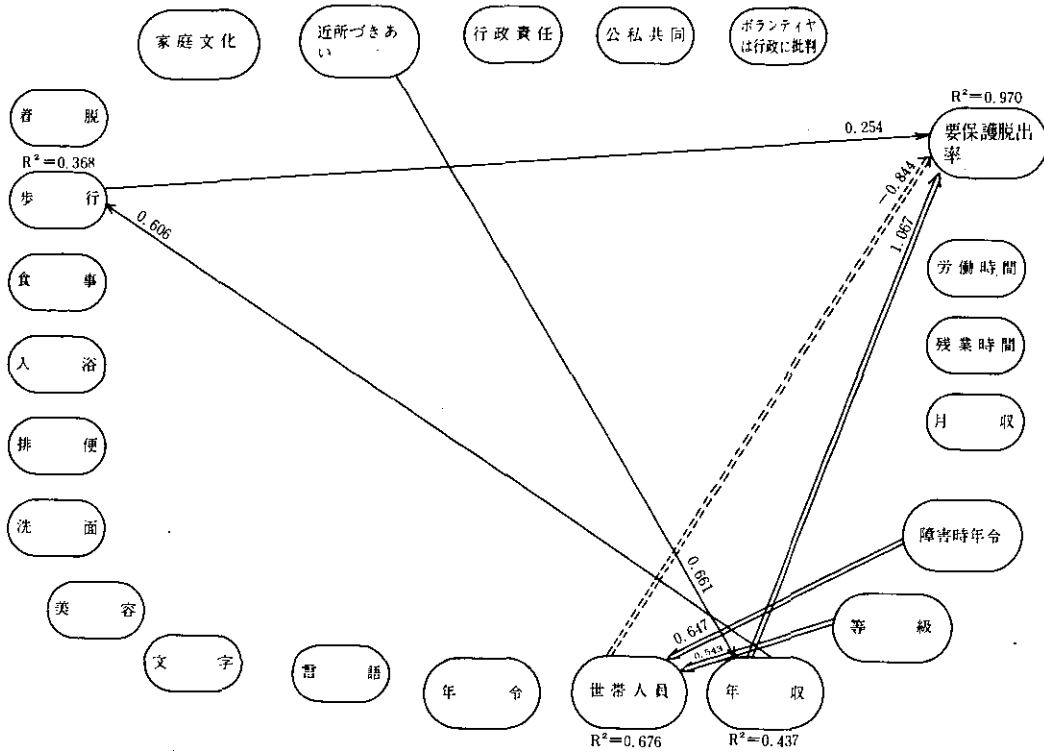 家庭文化
近所づきあ
い
行政責任
公私共同
ボランティヤ
は行政に批判
着脱
R²=0.970
要保護脱出
率
0.254
R²=0.368
歩行
0.606
-0.844
1.067
食事
労働時間
入浴
残業時間
排便
月収
洗面
障害時年令
0.661
0.647
0.543
美容
等級
文字
言語
年令
世帯人員
年収
R²=0.676
R²=0.437